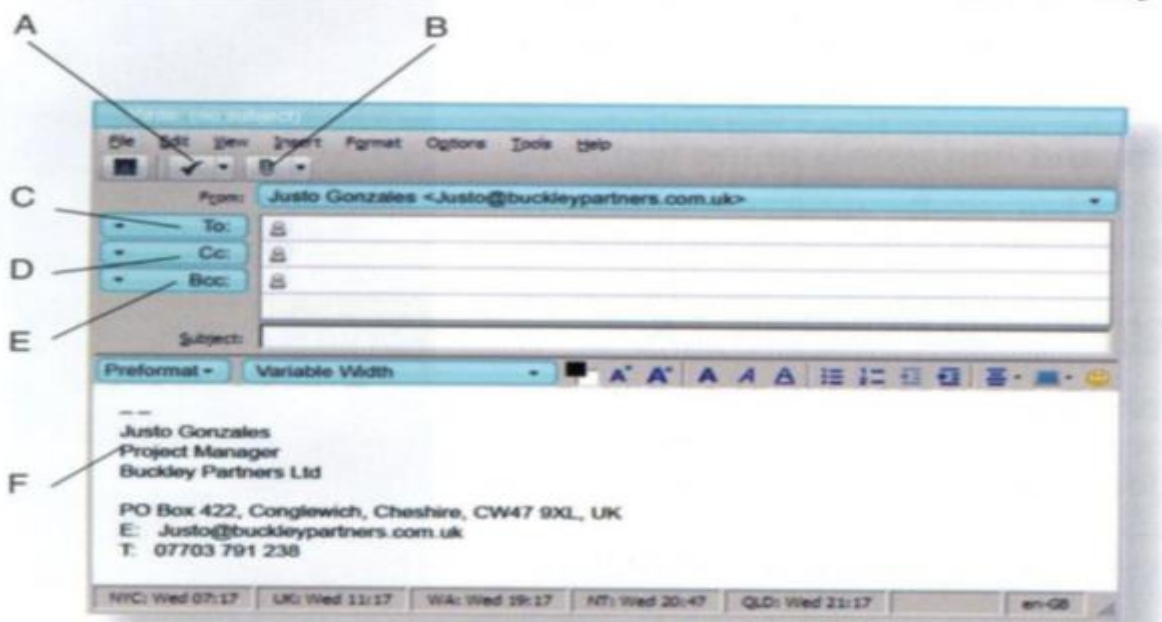 A
B
(no subject)
File Edit View Insert Format Options Tools Help
C
From: Justo Gonzales <Justo@buckleypartners.com.uk>
To:
D
Cc:
Bcc:
E
Subject:
Preformat Variable Width
A A A A A
-- --
Justo Gonzales
Project Manager
F
Buckley Partners Ltd
PO Box 422, Conglewich, Cheshire, CW47 9XL, UK
E: Justo@buckleypartners.com.uk
T: 07703 791 238
NYC: Wed 07:17 UK: Wed 11:17 WA: Wed 19:17 NT: Wed 20:47 QLD: Wed 21:17 en-GB